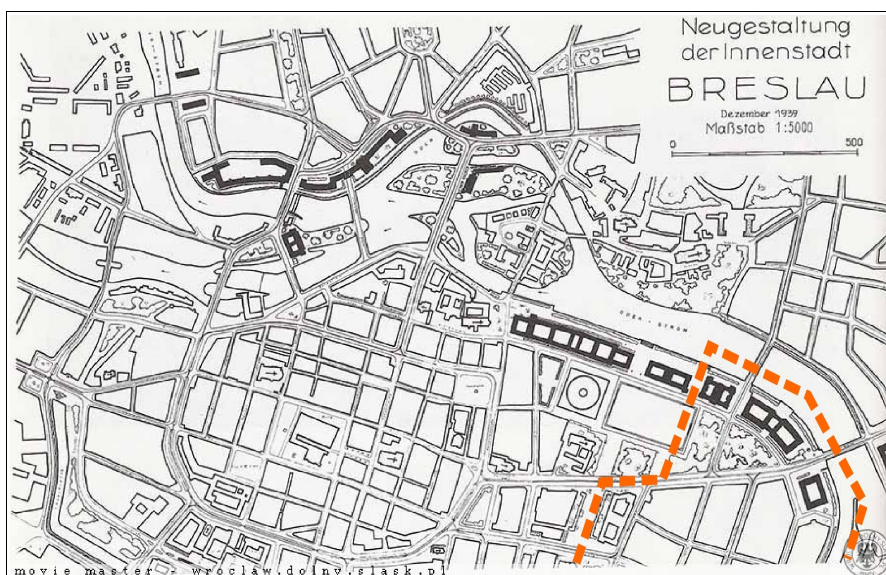 Neugestaltung
der Innenstadt
BRESLAU
Dezember 1939
Maßstab 1:5000
0 500
ODER - STROM
movie master - wroclaw.dolny.slask.pl